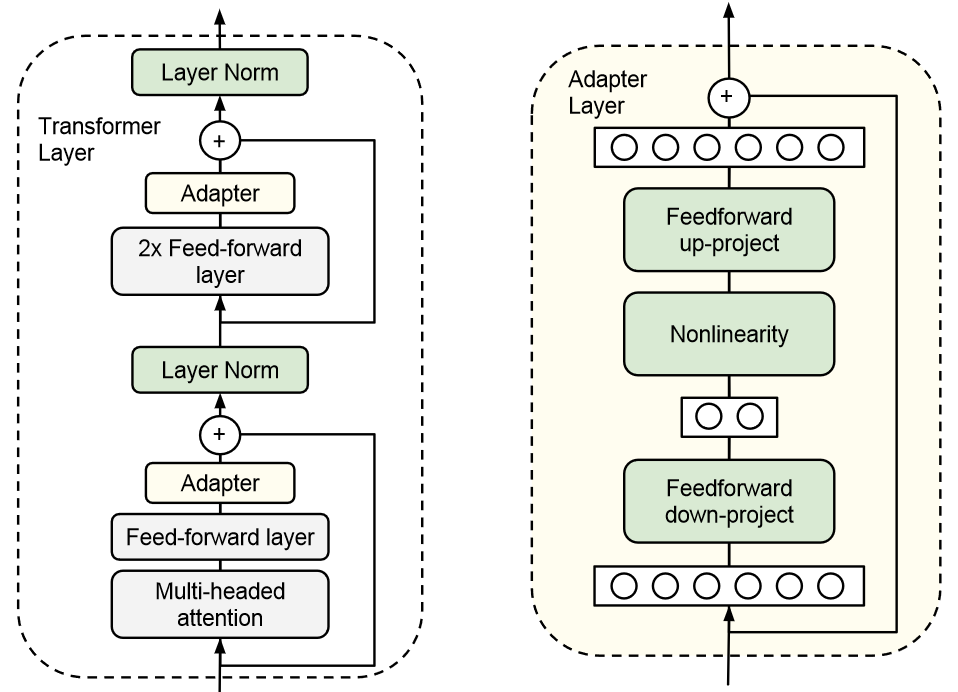 Layer Norm
Transformer
Layer
+
Adapter
2x Feed-forward
layer
Layer Norm
+
Adapter
Feed-forward layer
Multi-headed
attention
Adapter
Layer
+
Feedforward
up-project
Nonlinearity
Feedforward
down-project